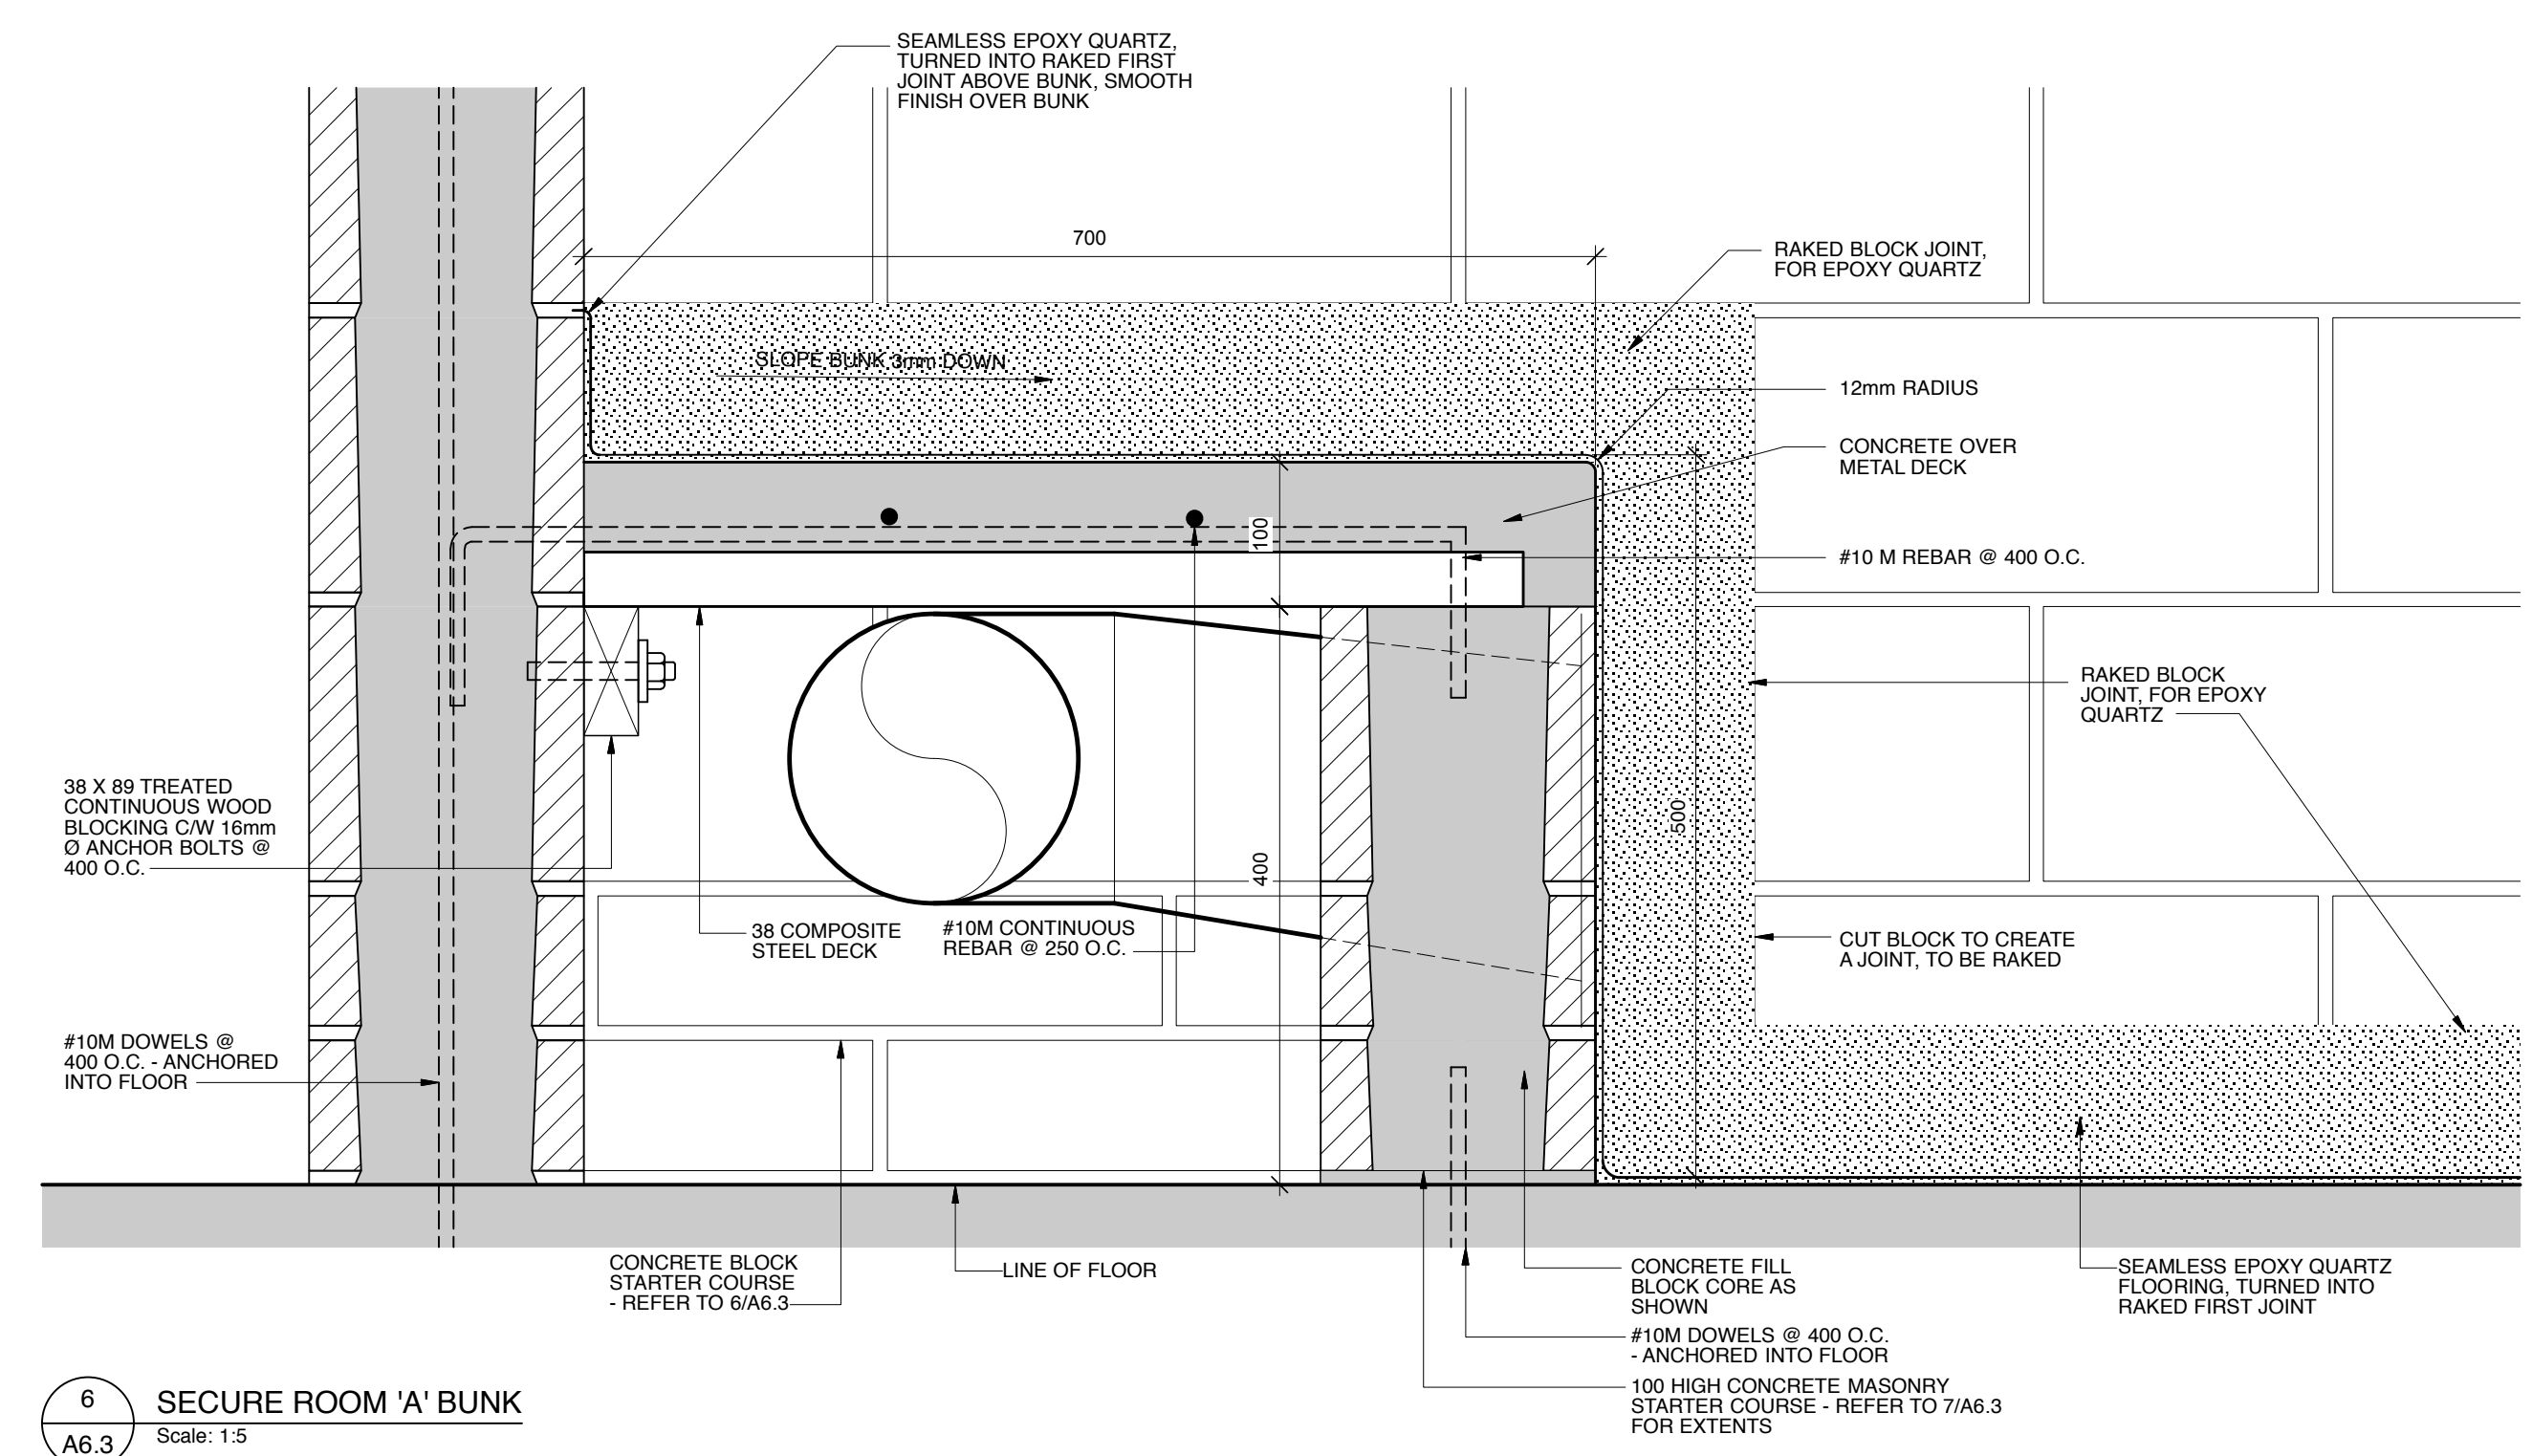 SEAMLESS EPOXY QUARTZ,
TURNED INTO RAKED FIRST
JOINT ABOVE BUNK, SMOOTH
FINISH OVER BUNK
700
RAKED BLOCK JOINT,
FOR EPOXY QUARTZ
SLOPE BUNK 3mm DOWN
12mm RADIUS
CONCRETE OVER
METAL DECK
100
#10 M REBAR @ 400 O.C.
RAKED BLOCK
JOINT, FOR EPOXY
QUARTZ
38 X 89 TREATED
CONTINUOUS WOOD
BLOCKING C/W 16mm
Ø ANCHOR BOLTS @
400 O.C.
500
400
38 COMPOSITE
STEEL DECK
#10M CONTINUOUS
REBAR @ 250 O.C.
CUT BLOCK TO CREATE
A JOINT, TO BE RAKED
#10M DOWELS @
400 O.C. - ANCHORED
INTO FLOOR
CONCRETE BLOCK
STARTER COURSE
- REFER TO 6/A6.3
LINE OF FLOOR
CONCRETE FILL
BLOCK CORE AS
SHOWN
SEAMLESS EPOXY QUARTZ
FLOORING, TURNED INTO
RAKED FIRST JOINT
#10M DOWELS @ 400 O.C.
- ANCHORED INTO FLOOR
100 HIGH CONCRETE MASONRY
STARTER COURSE - REFER TO 7/A6.3
FOR EXTENTS
6
A6.3
SECURE ROOM 'A' BUNK
Scale: 1:5